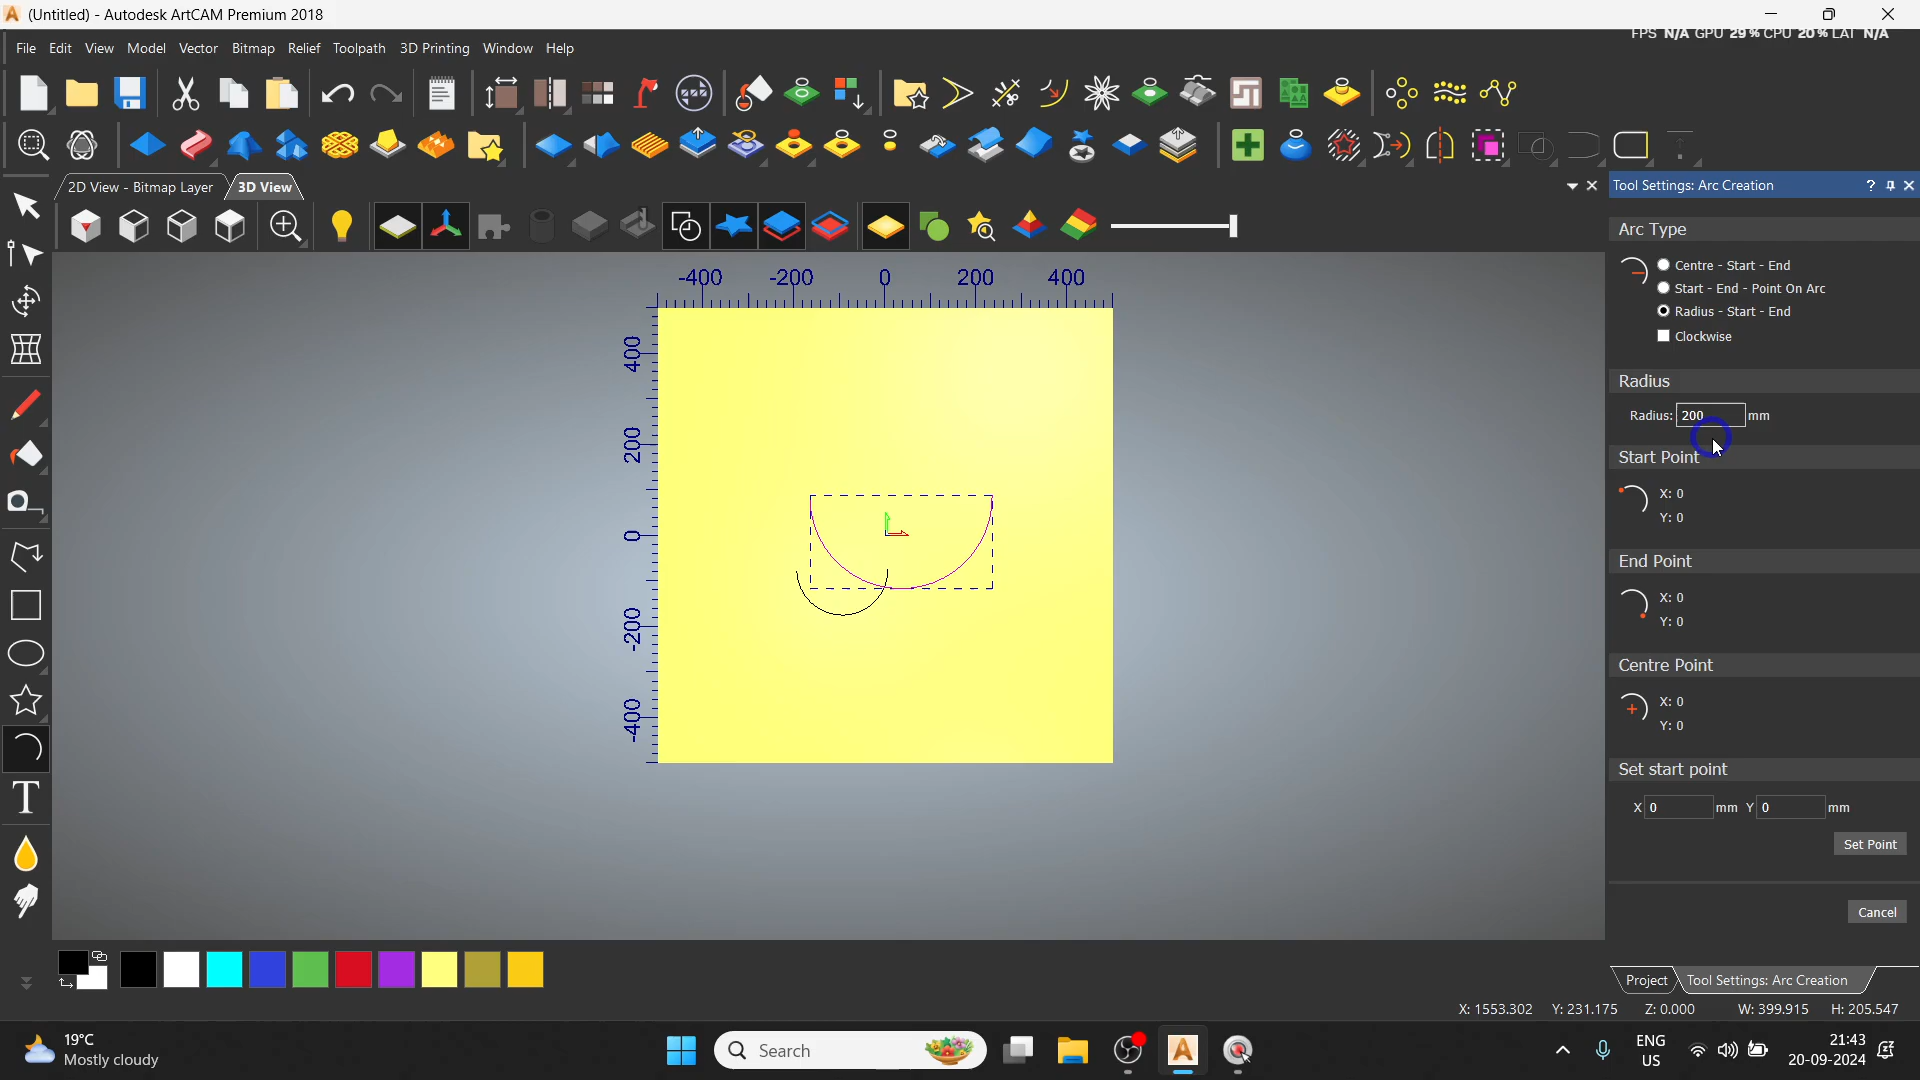 (Untitled) - Autodesk ArtCAM Premium 2018
FPS N/A GPU 29% CPU 20% LAT N/A
File Edit View Model Vector Bitmap Relief Toolpath 3D Printing Window Help
2D View - Bitmap Layer 3D View
Tool Settings: Arc Creation
Arc Type
Centre - Start - End
Start - End - Point On Arc
Radius - Start - End
Clockwise
Radius
Radius: 200 mm
Start Point
X: 0
Y: 0
End Point
X: 0
Y: 0
Centre Point
X: 0
Y: 0
Set start point
X 0 mm Y 0 mm
Set Point
Cancel
-400 -200 0 200 400
400
200
0
-200
-400
T
Project Tool Settings: Arc Creation
X: 1553.302 Y: 231.175 Z: 0.000 W: 399.915 H: 205.547
19°C
Mostly cloudy
Search
ENG
US
21:43
20-09-2024